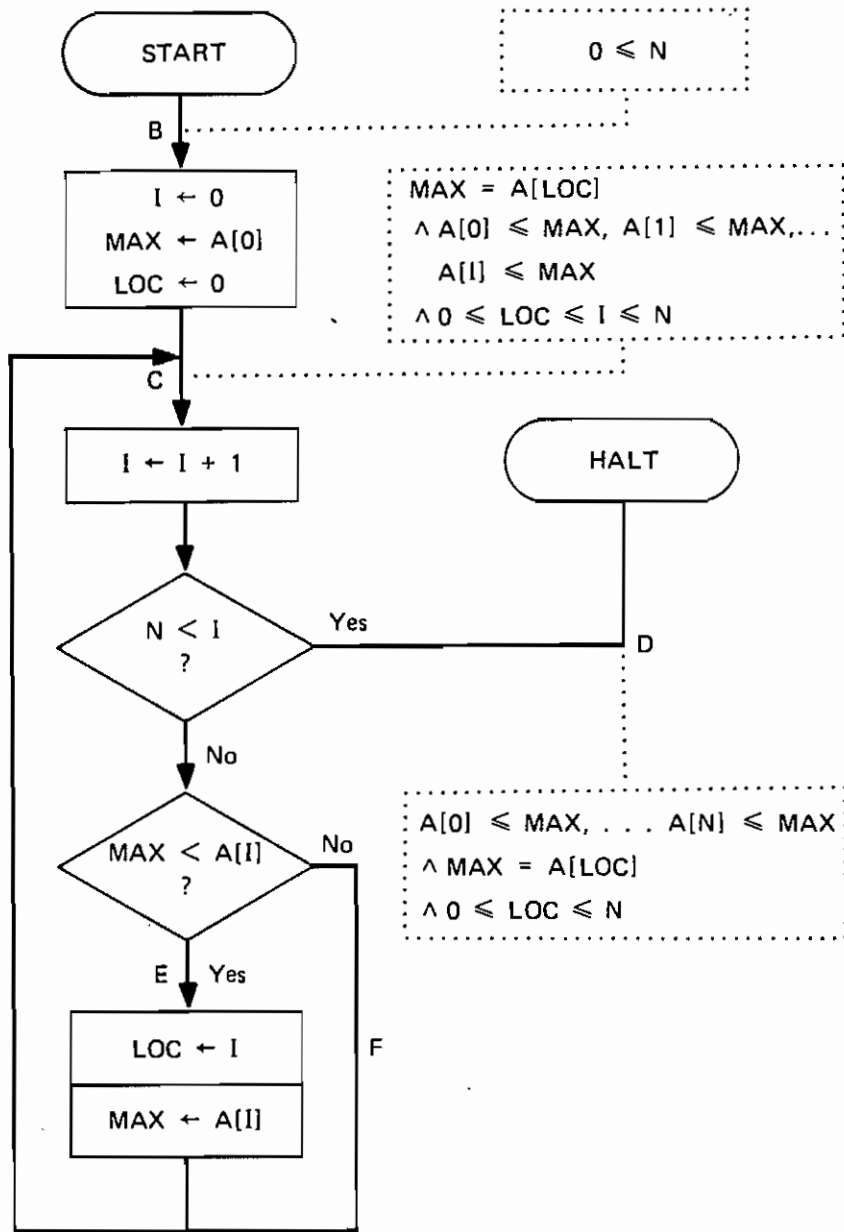 START
0 ⩽ N
B
I ← 0
MAX ← A[0]
LOC ← 0
MAX = A[LOC]
∧ A[0] ⩽ MAX, A[1] ⩽ MAX,...
A[I] ⩽ MAX
∧ 0 ⩽ LOC ⩽ I ⩽ N
C
I ← I + 1
HALT
N < I
?
Yes
D
No
MAX < A[I]
?
No
A[0] ⩽ MAX, . . . A[N] ⩽ MAX
∧ MAX = A[LOC]
∧ 0 ⩽ LOC ⩽ N
E Yes
LOC ← I
F
MAX ← A[I]